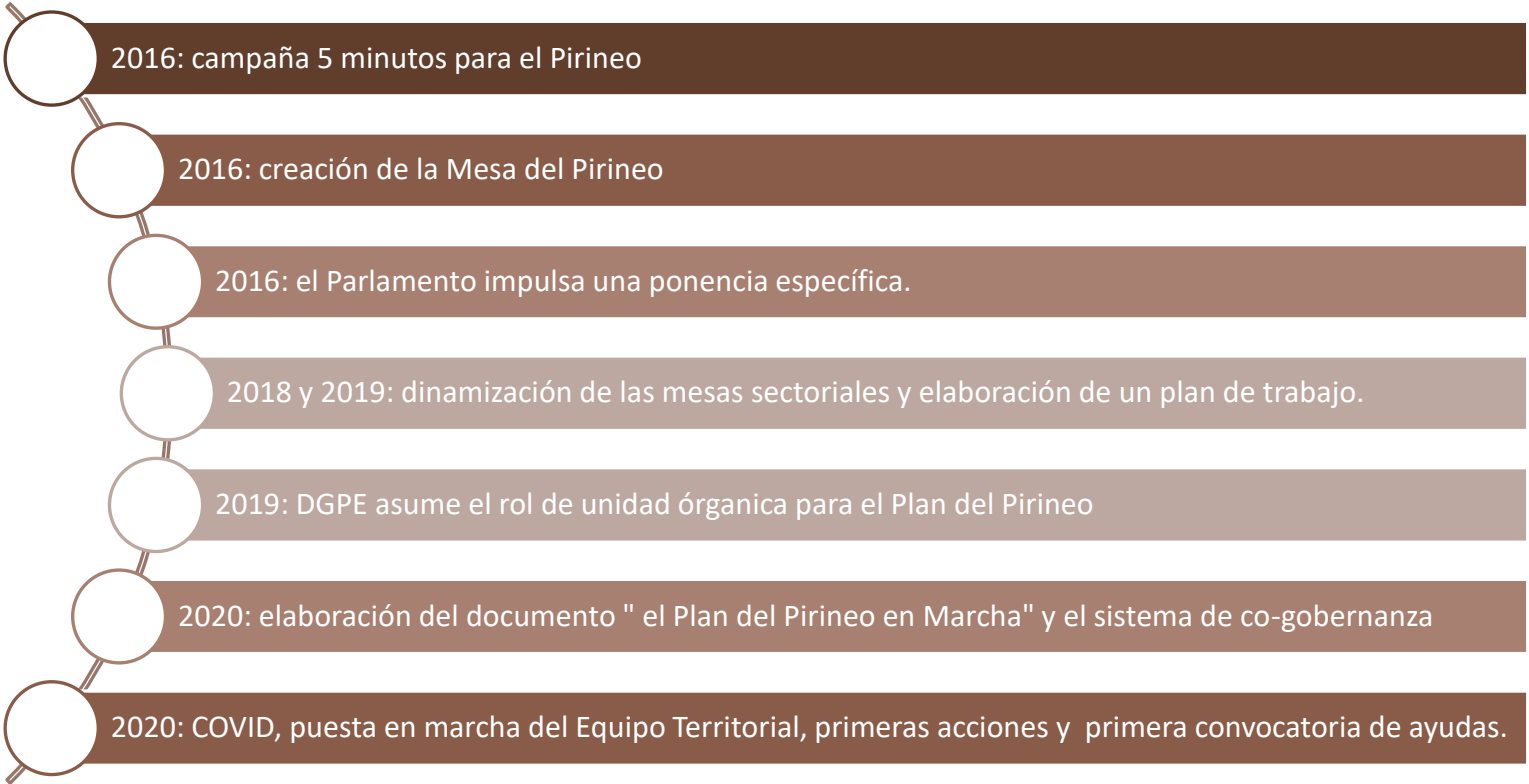 2016: campaña 5 minutos para el Pirineo
2016: creación de la Mesa del Pirineo
2016: el Parlamento impulsa una ponencia específica.
2018 y 2019: dinamización de las mesas sectoriales y elaboración de un plan de trabajo.
2019: DGPE asume el rol de unidad órganica para el Plan del Pirineo
2020: elaboración del documento " el Plan del Pirineo en Marcha" y el sistema de co-gobernanza
2020: COVID, puesta en marcha del Equipo Territorial, primeras acciones y  primera convocatoria de ayudas.